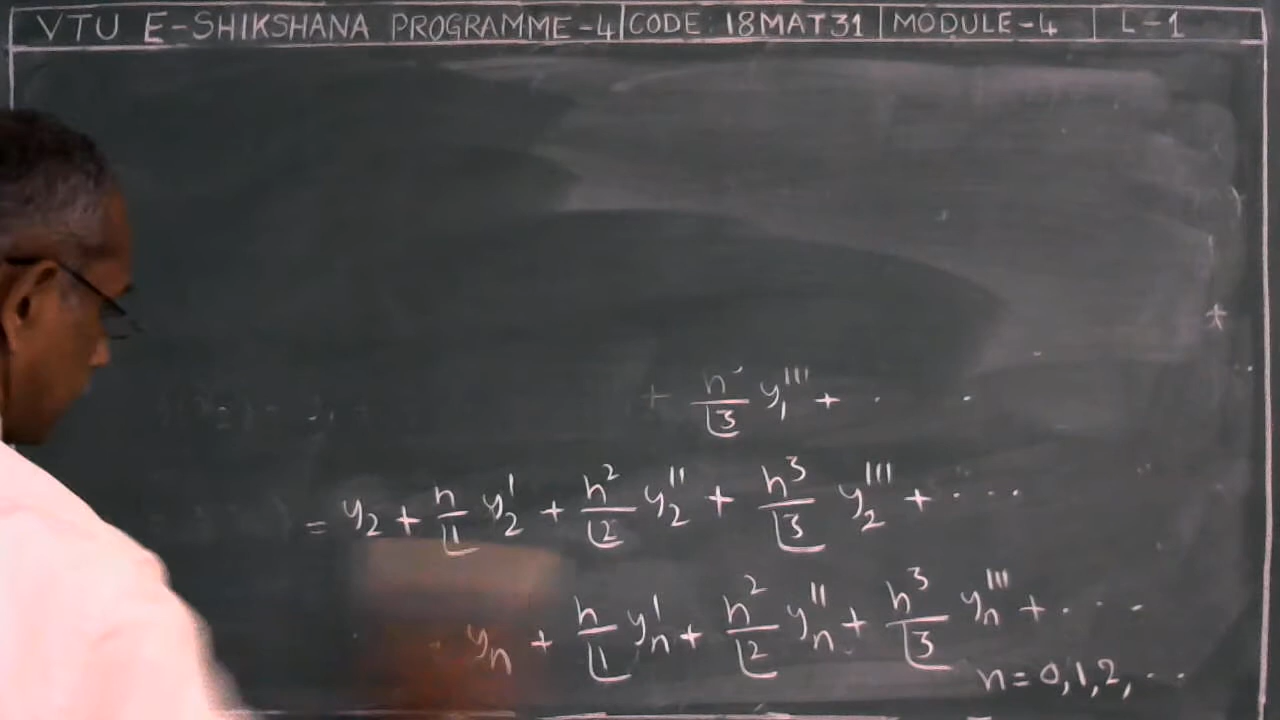 VTU E-SHIKSHANA PROGRAMME-4 | CODE: 18MAT31 | MODULE-4 | L-1
+ h³/⌊3 y₁''' + . .
= y₂ + h/⌊1 y₂' + h²/⌊2 y₂'' + h³/⌊3 y₂''' + . . .
yₙ + h/⌊1 yₙ' + h²/⌊2 yₙ'' + h³/⌊3 yₙ''' + . . .
n = 0, 1, 2, ...